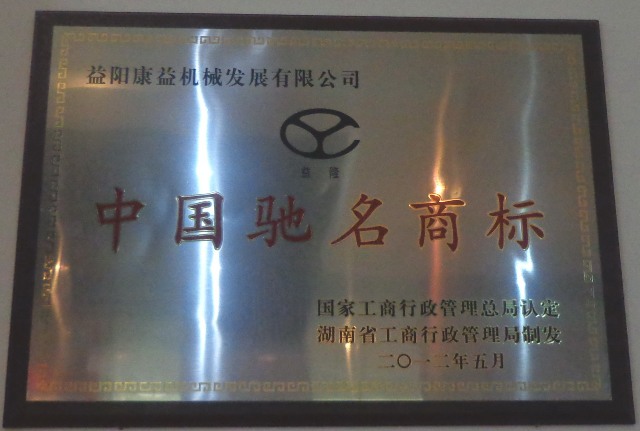 益阳康益机械发展有限公司
益隆
中国驰名商标
国家工商行政管理总局认定
湖南省工商行政管理局制发
二〇一二年五月